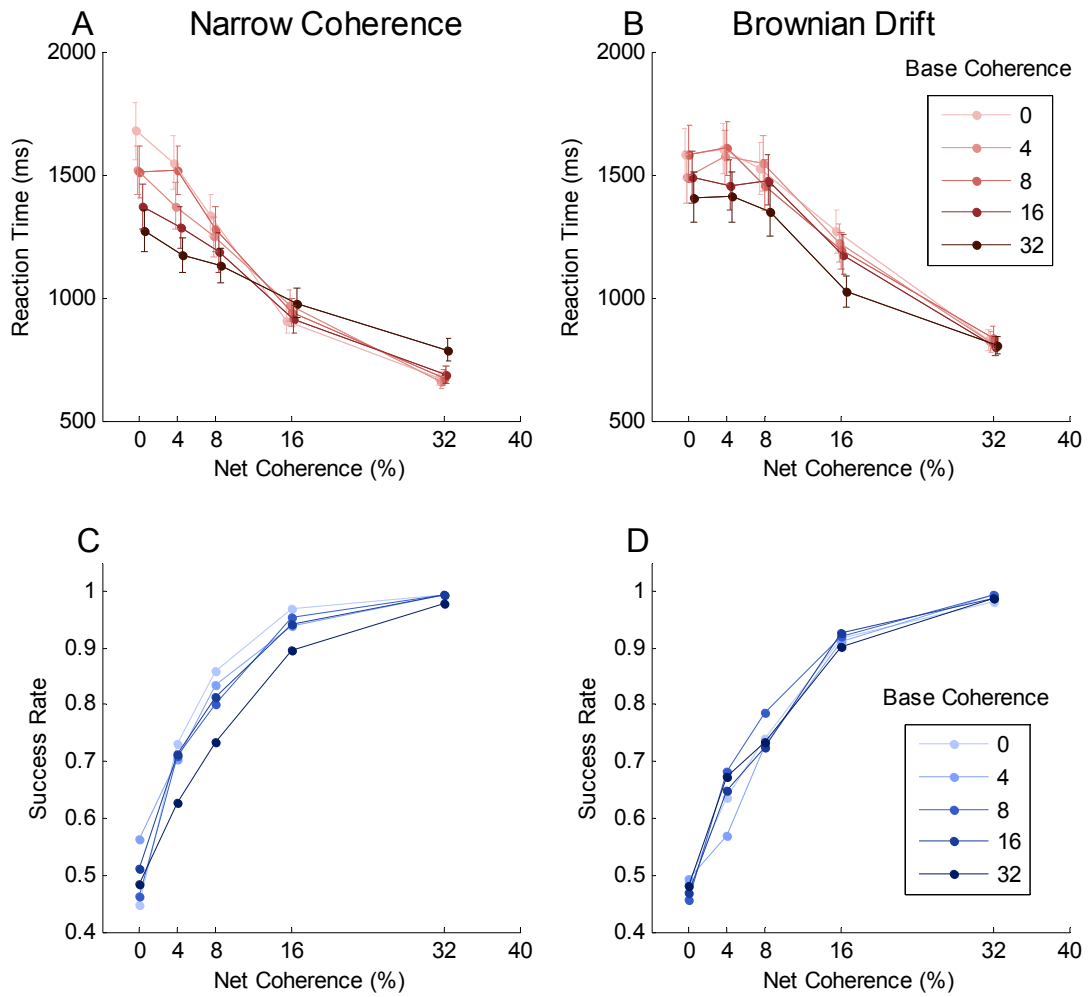 A
Narrow Coherence
2000
1500
1000
500
Reaction Time (ms)
0 4 8 16 32 40
Net Coherence (%)
B
Brownian Drift
2000
1500
1000
500
Reaction Time (ms)
0 4 8 16 32 40
Net Coherence (%)
Base Coherence
0
4
8
16
32
C
1
0.9
0.8
0.7
0.6
0.5
0.4
Success Rate
0 4 8 16 32 40
Net Coherence (%)
D
1
0.9
0.8
0.7
0.6
0.5
0.4
Success Rate
0 4 8 16 32 40
Net Coherence (%)
Base Coherence
0
4
8
16
32